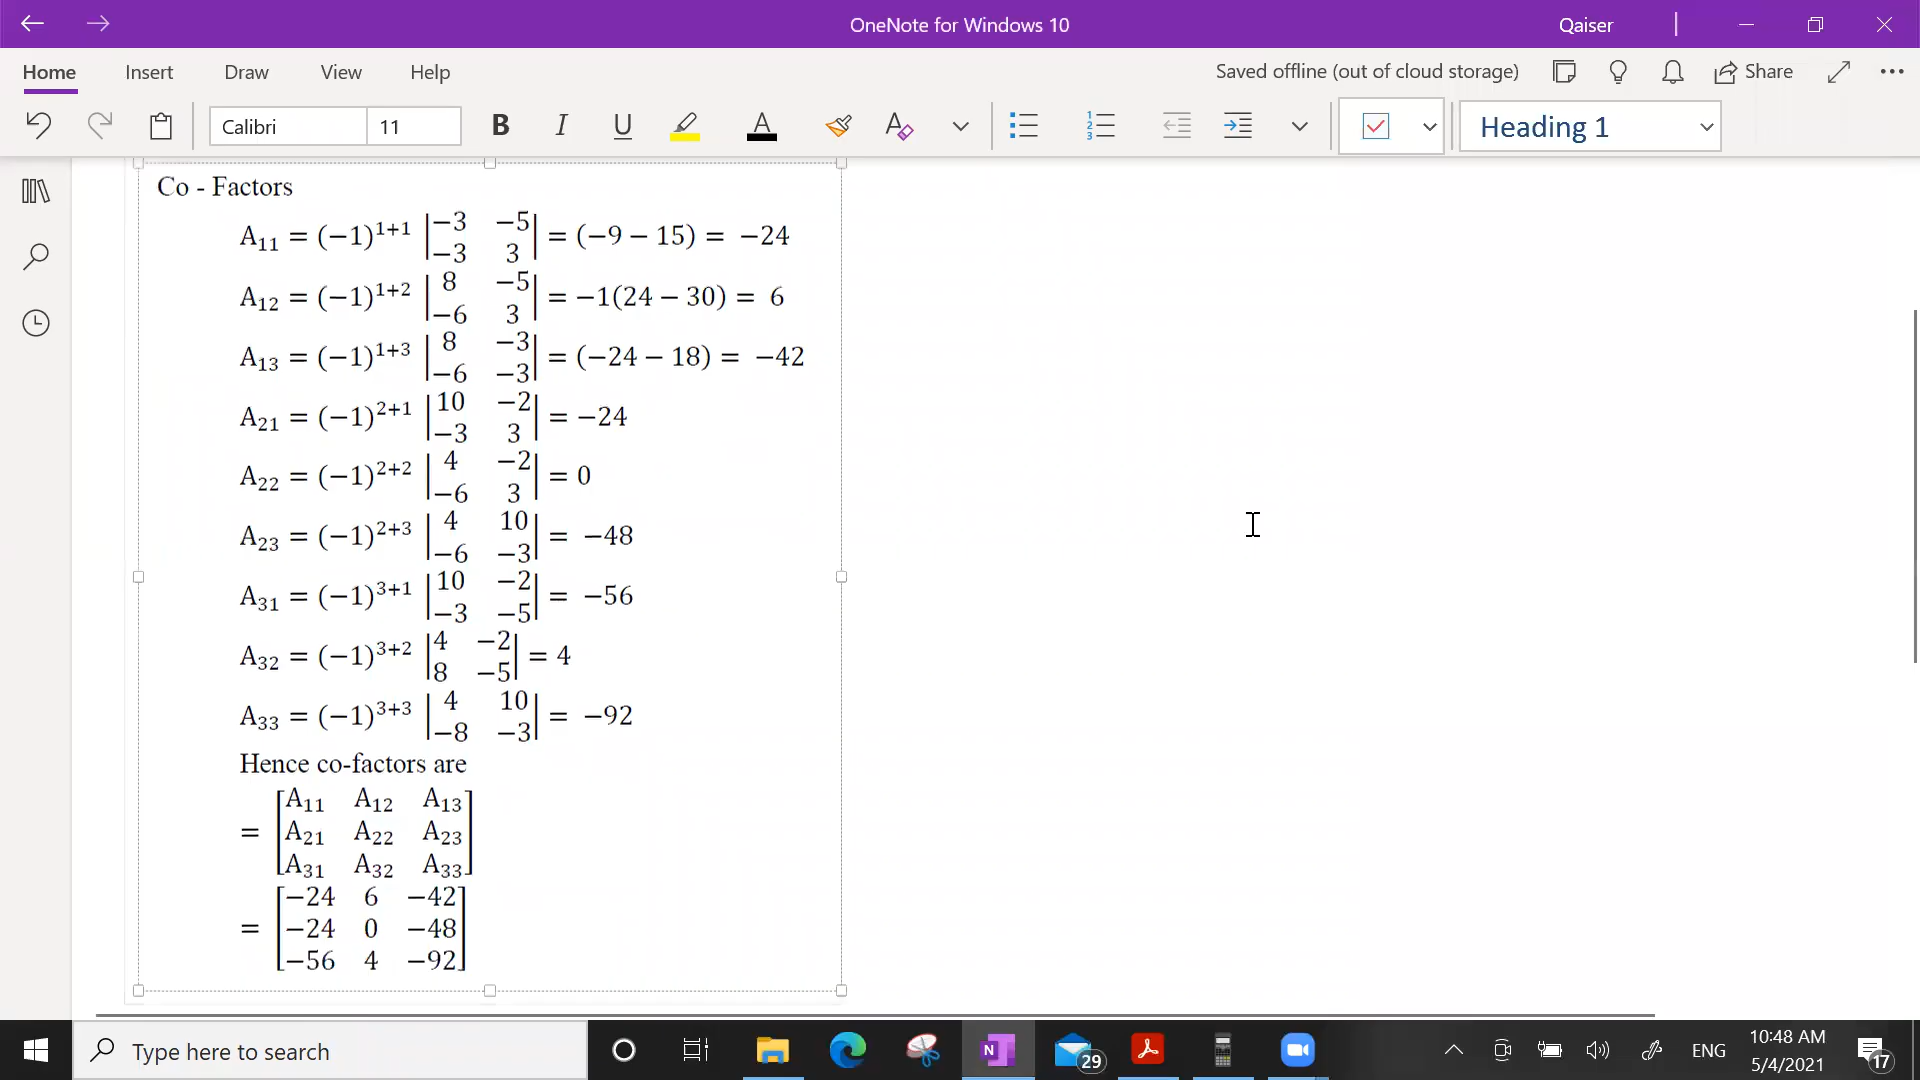 OneNote for Windows 10
Qaiser
Home Insert Draw View Help
Saved offline (out of cloud storage)
Share
Calibri 11 B I U A A Heading 1
Co - Factors
A₁₁ = (−1)¹⁺¹ |−3 −5; −3 3| = (−9 − 15) = −24
A₁₂ = (−1)¹⁺² |8 −5; −6 3| = −1(24 − 30) = 6
A₁₃ = (−1)¹⁺³ |8 −3; −6 −3| = (−24 − 18) = −42
A₂₁ = (−1)²⁺¹ |10 −2; −3 3| = −24
A₂₂ = (−1)²⁺² |4 −2; −6 3| = 0
A₂₃ = (−1)²⁺³ |4 10; −6 −3| = −48
A₃₁ = (−1)³⁺¹ |10 −2; −3 −5| = −56
A₃₂ = (−1)³⁺² |4 −2; 8 −5| = 4
A₃₃ = (−1)³⁺³ |4 10; −8 −3| = −92
Hence co-factors are
= [A₁₁ A₁₂ A₁₃; A₂₁ A₂₂ A₂₃; A₃₁ A₃₂ A₃₃]
= [−24 6 −42; −24 0 −48; −56 4 −92]
Type here to search
N
29
ENG
10:48 AM
5/4/2021
17